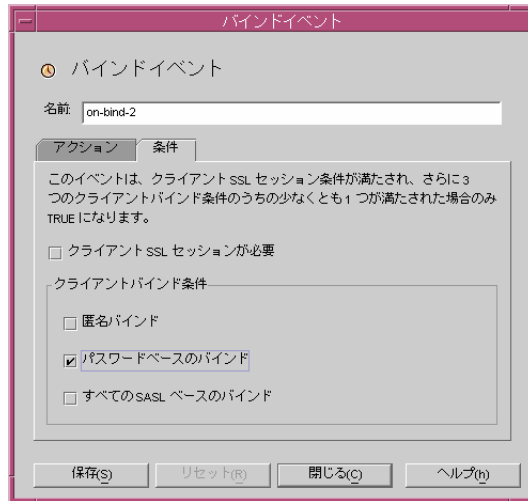 バインドイベント
バインドイベント
名前: on-bind-2
アクション 条件
このイベントは、クライアント SSL セッション条件が満たされ、さらに 3
つのクライアントバインド条件のうちの少なくとも 1 つが満たされた場合のみ
TRUE になります。
クライアント SSL セッションが必要
クライアントバインド条件
匿名バインド
パスワードベースのバインド
すべての SASL ベースのバインド
保存(S) リセット(R) 閉じる(C) ヘルプ(h)